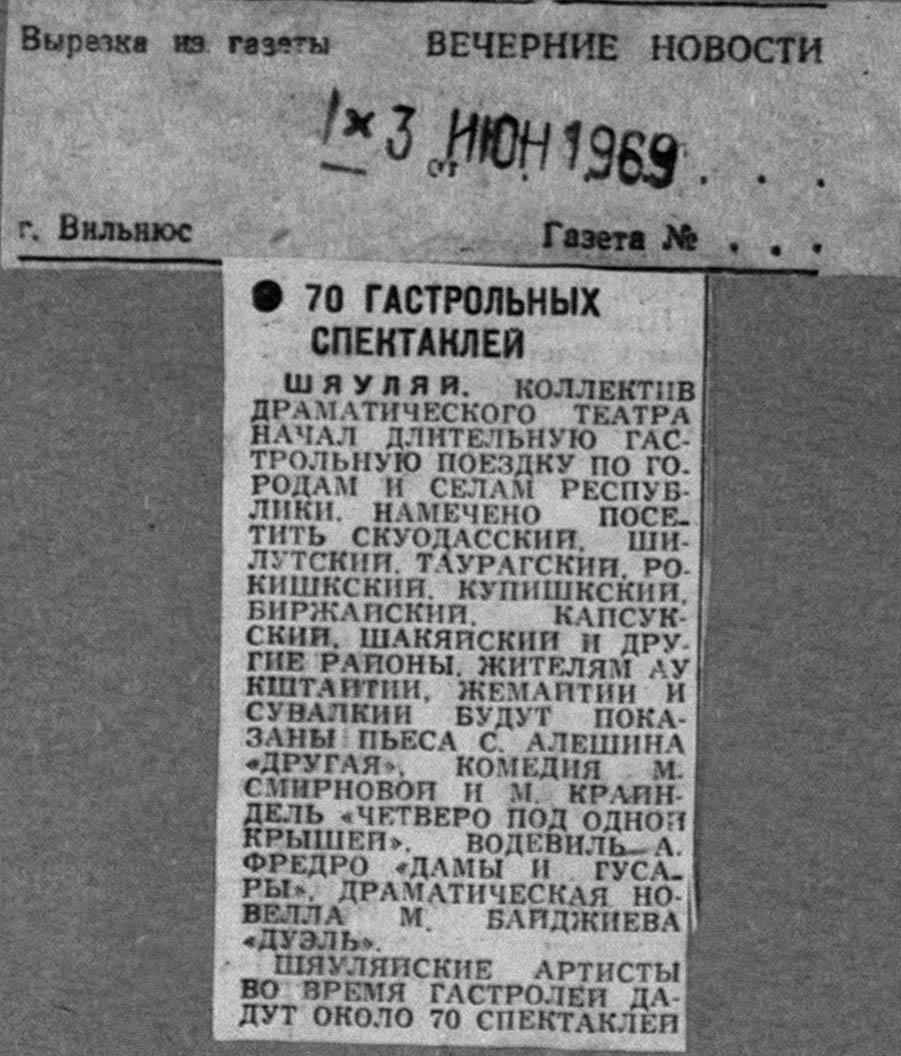 Вырезка из газеты ВЕЧЕРНИЕ НОВОСТИ
3 ИЮН 1969 . . .
г. Вильнюс Газета № . . .
● 70 ГАСТРОЛЬНЫХ
СПЕКТАКЛЕЙ
ШЯУЛЯЙ. КОЛЛЕКТИВ
ДРАМАТИЧЕСКОГО ТЕАТРА
НАЧАЛ ДЛИТЕЛЬНУЮ ГАС-
ТРОЛЬНУЮ ПОЕЗДКУ ПО ГО-
РОДАМ И СЕЛАМ РЕСПУБ-
ЛИКИ. НАМЕЧЕНО ПОСЕ-
ТИТЬ СКУОДАССКИЙ, ШИ-
ЛУТСКИЙ, ТАУРАГСКИЙ, РО-
КИШКСКИЙ, КУПИШКСКИЙ,
БИРЖАЙСКИЙ, КАПСУК-
СКИЙ, ШАКЯЙСКИЙ И ДРУ-
ГИЕ РАЙОНЫ. ЖИТЕЛЯМ АУ
КШТАЙТИИ, ЖЕМАЙТИИ И
СУВАЛКИИ БУДУТ ПОКА-
ЗАНЫ ПЬЕСА С. АЛЕШИНА
«ДРУГАЯ», КОМЕДИЯ М.
СМИРНОВОЙ И М. КРАЙН-
ДЕЛЬ «ЧЕТВЕРО ПОД ОДНОЙ
КРЫШЕЙ», ВОДЕВИЛЬ А.
ФРЕДРО «ДАМЫ И ГУСА-
РЫ», ДРАМАТИЧЕСКАЯ НО-
ВЕЛЛА М. БАЙДЖИЕВА
«ДУЭЛЬ».
ШЯУЛЯЙСКИЕ АРТИСТЫ
ВО ВРЕМЯ ГАСТРОЛЕЙ ДА-
ДУТ ОКОЛО 70 СПЕКТАКЛЕЙ